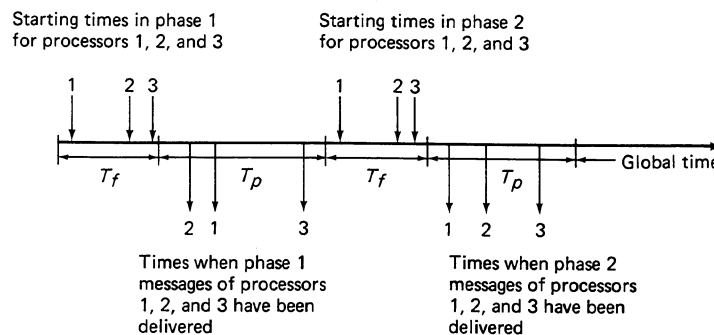 Starting times in phase 1
for processors 1, 2, and 3
Starting times in phase 2
for processors 1, 2, and 3
1 2 3 1 2 3
Global time
T_f T_p T_f T_p
2 1 3 1 2 3
Times when phase 1
messages of processors
1, 2, and 3 have been
delivered
Times when phase 2
messages of processors
1, 2, and 3 have been
delivered